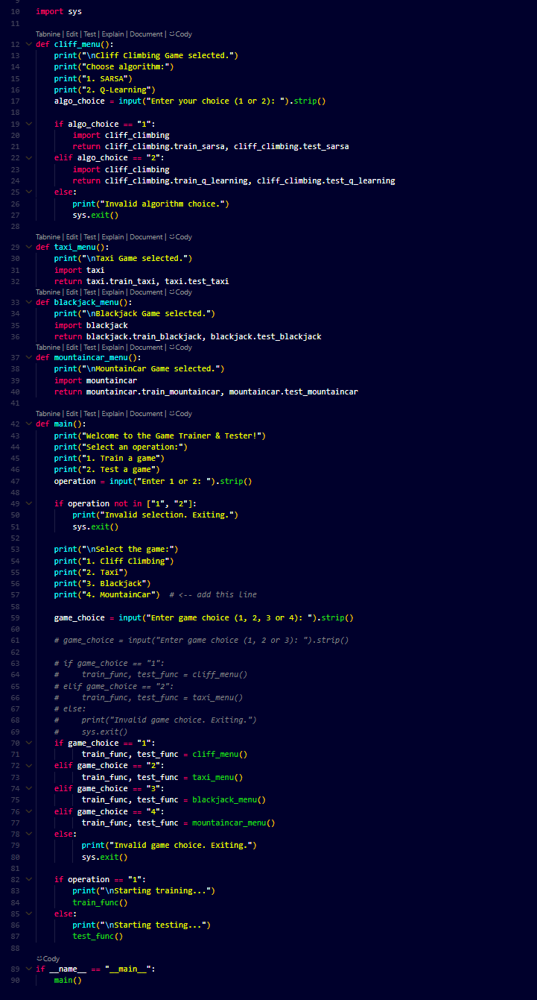 10 import sys
11
Tabnine | Edit | Test | Explain | Document | Cody
12 def cliff_menu():
13     print("\nCliff Climbing Game selected.")
14     print("Choose algorithm:")
15     print("1. SARSA")
16     print("2. Q-Learning")
17     algo_choice = input("Enter your choice (1 or 2): ").strip()
18
19     if algo_choice == "1":
20         import cliff_climbing
21         return cliff_climbing.train_sarsa, cliff_climbing.test_sarsa
22     elif algo_choice == "2":
23         import cliff_climbing
24         return cliff_climbing.train_q_learning, cliff_climbing.test_q_learning
25     else:
26         print("Invalid algorithm choice.")
27         sys.exit()
28
Tabnine | Edit | Test | Explain | Document | Cody
29 def taxi_menu():
30     print("\nTaxi Game selected.")
31     import taxi
32     return taxi.train_taxi, taxi.test_taxi
Tabnine | Edit | Test | Explain | Document | Cody
33 def blackjack_menu():
34     print("\nBlackjack Game selected.")
35     import blackjack
36     return blackjack.train_blackjack, blackjack.test_blackjack
Tabnine | Edit | Test | Explain | Document | Cody
37 def mountaincar_menu():
38     print("\nMountainCar Game selected.")
39     import mountaincar
40     return mountaincar.train_mountaincar, mountaincar.test_mountaincar
41
Tabnine | Edit | Test | Explain | Document | Cody
42 def main():
43     print("Welcome to the Game Trainer & Tester!")
44     print("Select an operation:")
45     print("1. Train a game")
46     print("2. Test a game")
47     operation = input("Enter 1 or 2: ").strip()
48
49     if operation not in ["1", "2"]:
50         print("Invalid selection. Exiting.")
51         sys.exit()
52
53     print("\nSelect the game:")
54     print("1. Cliff Climbing")
55     print("2. Taxi")
56     print("3. Blackjack")
57     print("4. MountainCar")  # <-- add this line
58
59     game_choice = input("Enter game choice (1, 2, 3 or 4): ").strip()
60
61     # game_choice = input("Enter game choice (1, 2 or 3): ").strip()
62
63     # if game_choice == "1":
64     #     train_func, test_func = cliff_menu()
65     # elif game_choice == "2":
66     #     train_func, test_func = taxi_menu()
67     # else:
68     #     print("Invalid game choice. Exiting.")
69     #     sys.exit()
70     if game_choice == "1":
71           train_func, test_func = cliff_menu()
72     elif game_choice == "2":
73           train_func, test_func = taxi_menu()
74     elif game_choice == "3":
75           train_func, test_func = blackjack_menu()
76     elif game_choice == "4":
77           train_func, test_func = mountaincar_menu()
78     else:
79           print("Invalid game choice. Exiting.")
80           sys.exit()
81
82     if operation == "1":
83         print("\nStarting training...")
84         train_func()
85     else:
86         print("\nStarting testing...")
87         test_func()
88
Cody
89 if __name__ == "__main__":
90     main()